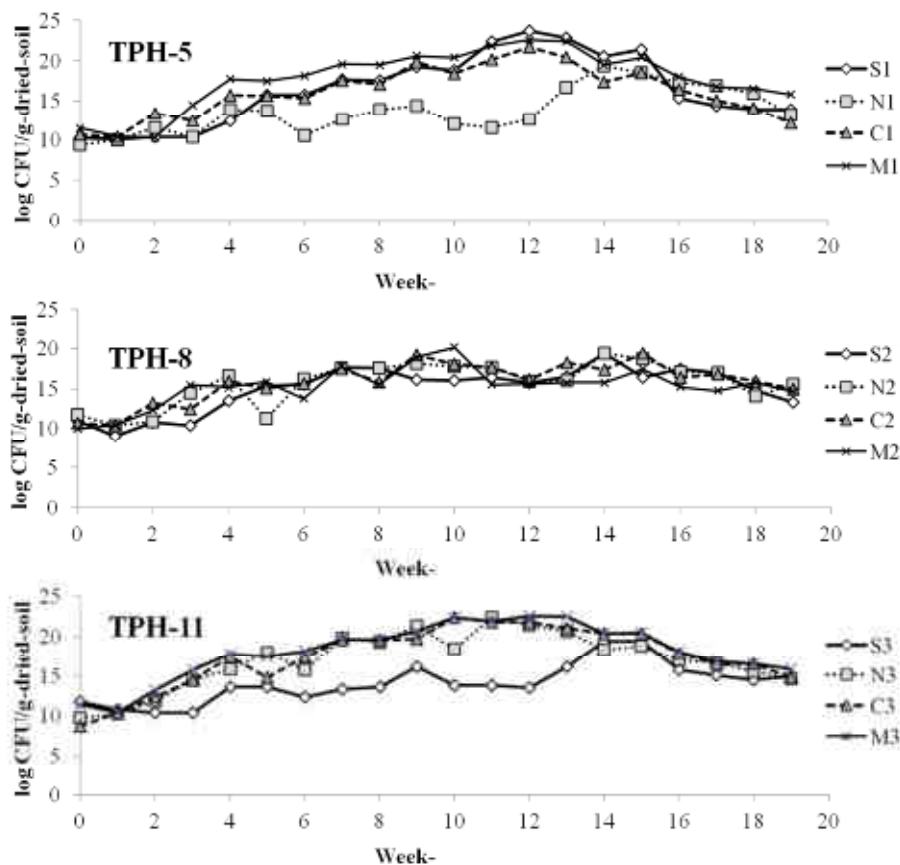 TPH-5
log CFU/g-dried-soil
25
20
15
10
5
0
0 2 4 6 8 10 12 14 16 18 20
Week-
S1
N1
C1
M1
TPH-8
log CFU/g-dried-soil
25
20
15
10
5
0
0 2 4 6 8 10 12 14 16 18 20
Week-
S2
N2
C2
M2
TPH-11
log CFU/g-dried-soil
25
20
15
10
5
0
0 2 4 6 8 10 12 14 16 18 20
Week-
S3
N3
C3
M3